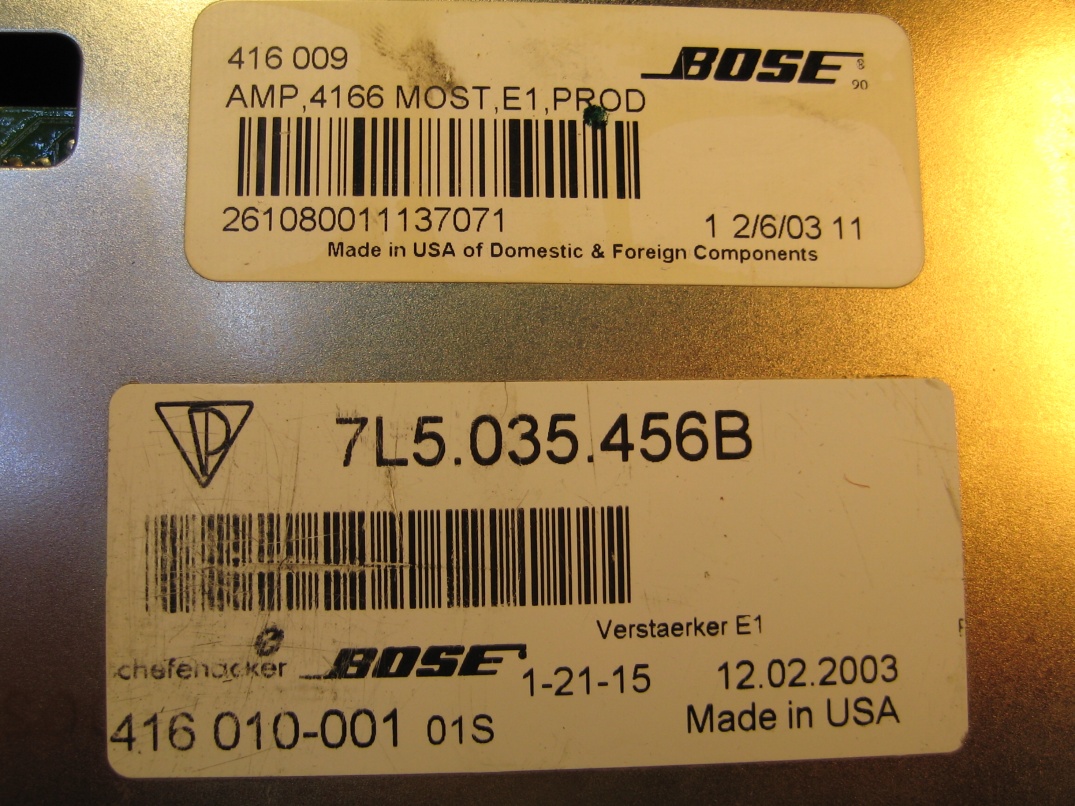 416 009
BOSE
AMP,4166 MOST,E1,PROD
90
261080011137071
1 2/6/03 11
Made in USA of Domestic & Foreign Components
7L5.035.456B
Verstaerker E1
chefenacker BOSE 1-21-15 12.02.2003
416 010-001 01S Made in USA